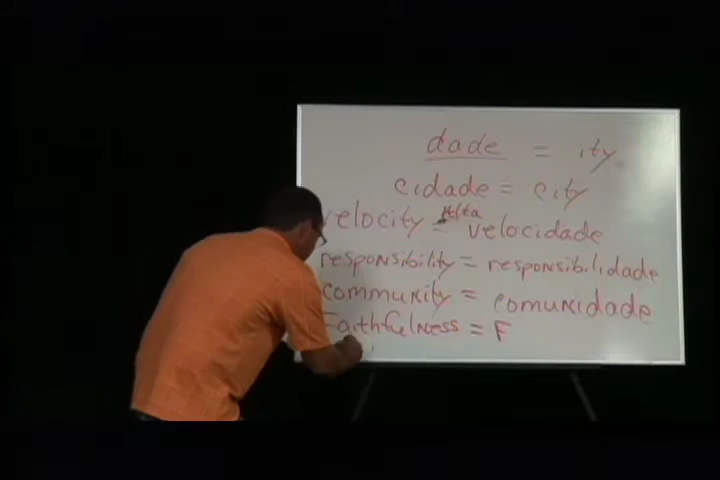 dade = ity
cidade = city
velocity = velocidade
responsibility = responsibilidade
community = comunidade
Faithfulness = F